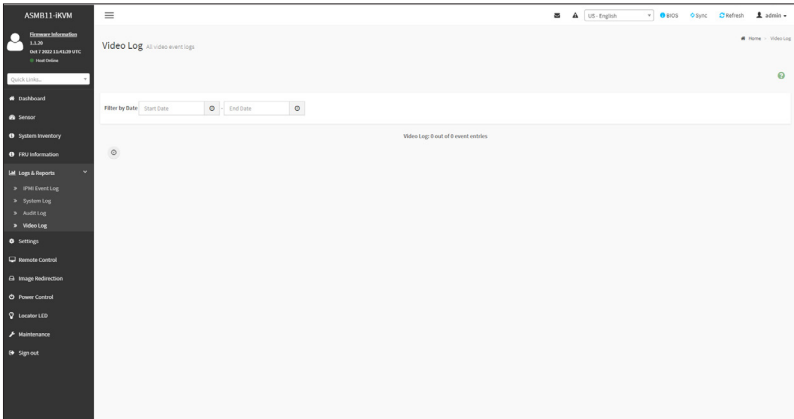 ASMB11-iKVM
Firmware Information
1.1.30
Oct 7 2022 11:41:20 UTC
Host Online
Quick Links...
Dashboard
Sensor
System Inventory
FRU Information
Logs & Reports
IPMI Event Log
System Log
Audit Log
Video Log
Settings
Remote Control
Image Redirection
Power Control
Locator LED
Maintenance
Sign out
US - English
BIOS
Sync
Refresh
admin
Video Log All video event logs
Home - Video Log
Filter by Date Start Date - End Date
Video Log: 0 out of 0 event entries